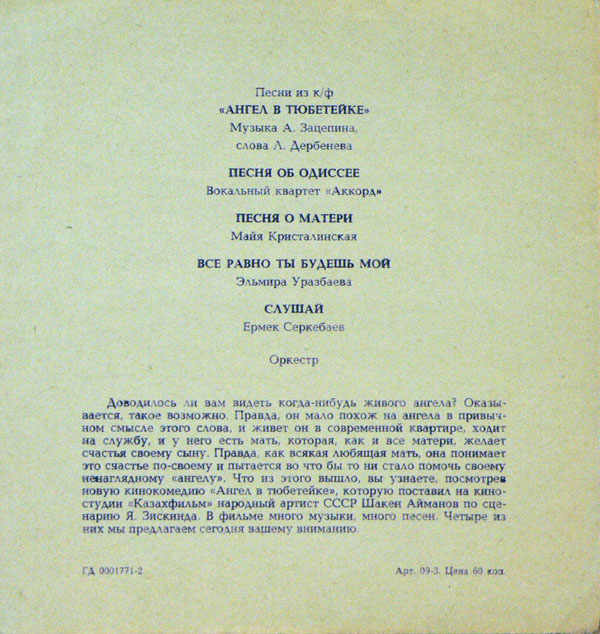 Песни из к/ф
«АНГЕЛ В ТЮБЕТЕЙКЕ»
Музыка А. Зацепина,
слова Л. Дербенева
ПЕСНЯ ОБ ОДИССЕЕ
Вокальный квартет «Аккорд»
ПЕСНЯ О МАТЕРИ
Майя Кристалинская
ВСЕ РАВНО ТЫ БУДЕШЬ МОЙ
Эльмира Уразбаева
СЛУШАЙ
Ермек Серкебаев
Оркестр
Доводилось ли вам видеть когда-нибудь живого ангела? Оказы-
вается, такое возможно. Правда, он мало похож на ангела в привыч-
ном смысле этого слова, и живет он в современной квартире, ходит
на службу, и у него есть мать, которая, как и все матери, желает
счастья своему сыну. Правда, как всякая любящая мать, она понимает
это счастье по-своему и пытается во что бы то ни стало помочь своему
ненаглядному «ангелу». Что из этого вышло, вы узнаете, посмотрев
новую кинокомедию «Ангел в тюбетейке», которую поставил на кино-
студии «Казахфильм» народный артист СССР Шакен Айманов по сце-
нарию Я. Зискинда. В фильме много музыки, много песен. Четыре из
них мы предлагаем сегодня вашему вниманию.
ГД 0001771-2
Арт. 09-3. Цена 60 коп.